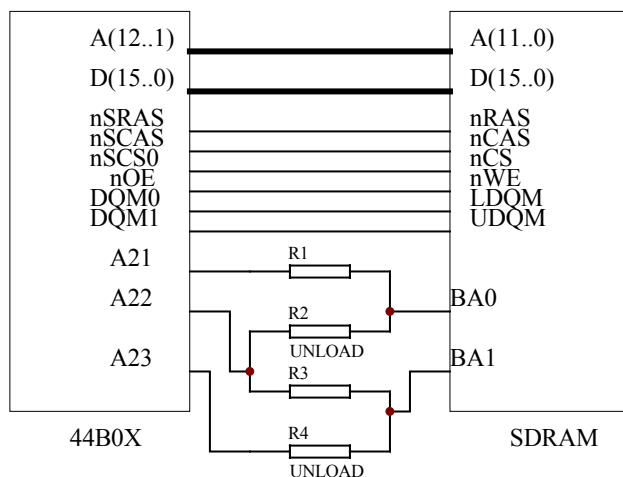 A(12..1) A(11..0)
D(15..0) D(15..0)
nSRAS nRAS
nSCAS nCAS
nSCS0 nCS
nOE nWE
DQM0 LDQM
DQM1 UDQM
A21 R1
A22 R2 BA0
UNLOAD
A23 R3 BA1
R4
44B0X SDRAM
UNLOAD